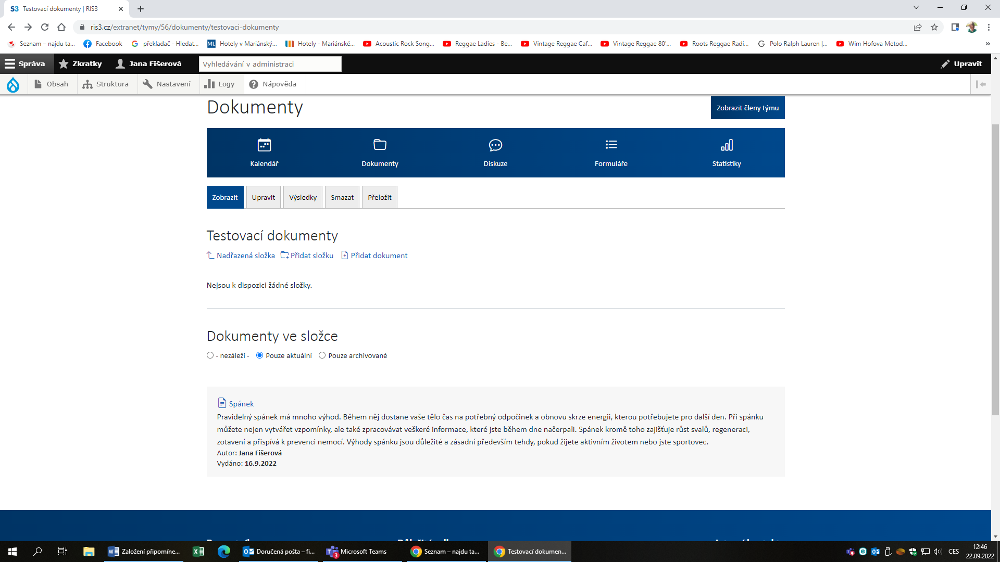 S3 Testovací dokumenty | RIS3
ris3.cz/extranet/tymy/56/dokumenty/testovaci-dokumenty
Seznam – najdu ta... Facebook překladač - Hledat... ML Hotely v Mariánský... Hotely - Mariánské... Acoustic Rock Song... Reggae Ladies - Be... Vintage Reggae Caf... Vintage Reggae 80'... Roots Reggae Radi... Polo Ralph Lauren |... Wim Hofova Metod... »
Správa Zkratky Jana Fišerová Vyhledávání v administraci Upravit
Obsah Struktura Nastavení Logy Nápověda
Dokumenty Zobrazit členy týmu
Kalendář Dokumenty Diskuze Formuláře Statistiky
Zobrazit Upravit Výsledky Smazat Přeložit
Testovací dokumenty
Nadřazená složka Přidat složku Přidat dokument
Nejsou k dispozici žádné složky.
Dokumenty ve složce
- nezáleží - Pouze aktuální Pouze archivované
Spánek
Pravidelný spánek má mnoho výhod. Během něj dostane vaše tělo čas na potřebný odpočinek a obnovu skrze energii, kterou potřebujete pro další den. Při spánku
můžete nejen vytvářet vzpomínky, ale také zpracovávat veškeré informace, které jste během dne načerpali. Spánek kromě toho zajišťuje růst svalů, regeneraci,
zotavení a přispívá k prevenci nemocí. Výhody spánku jsou důležité a zásadní především tehdy, pokud žijete aktivním životem nebo jste sportovec.
Autor: Jana Fišerová
Vydáno: 16.9.2022
Založení připomíne... Doručená pošta – fi... 3 Microsoft Teams Seznam – najdu ta... Testovací dokumen... CES 12:46
22.09.2022